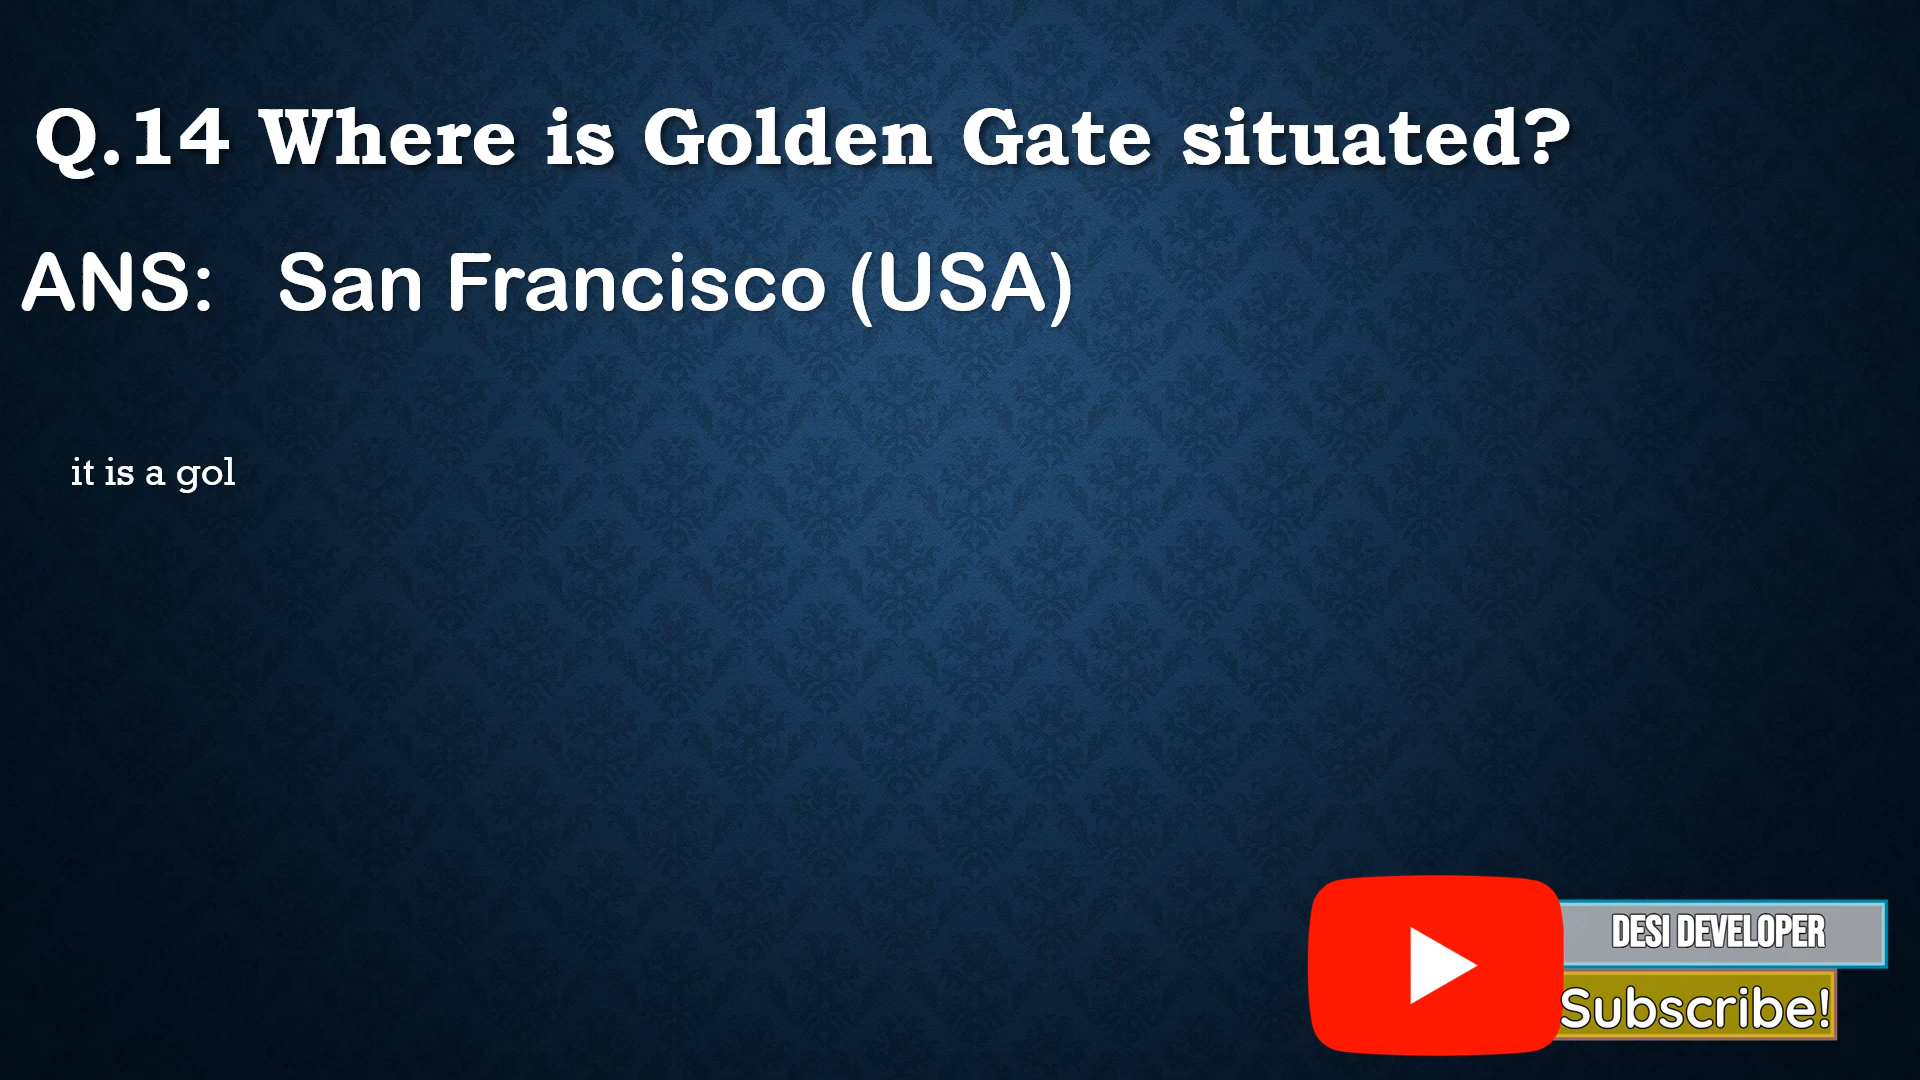 Q.14 Where is Golden Gate situated?
ANS: San Francisco (USA)
it is a gol
DESI DEVELOPER
Subscribe!